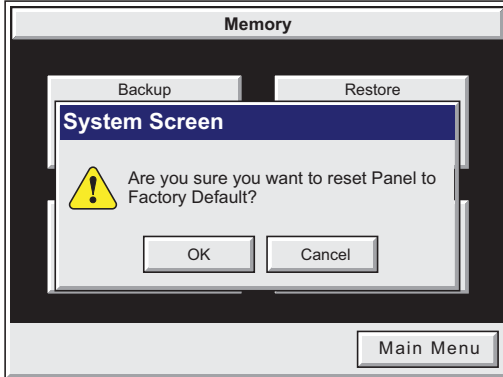 Memory
Backup
Restore
System Screen
Are you sure you want to reset Panel to
Factory Default?
OK
Cancel
Main Menu